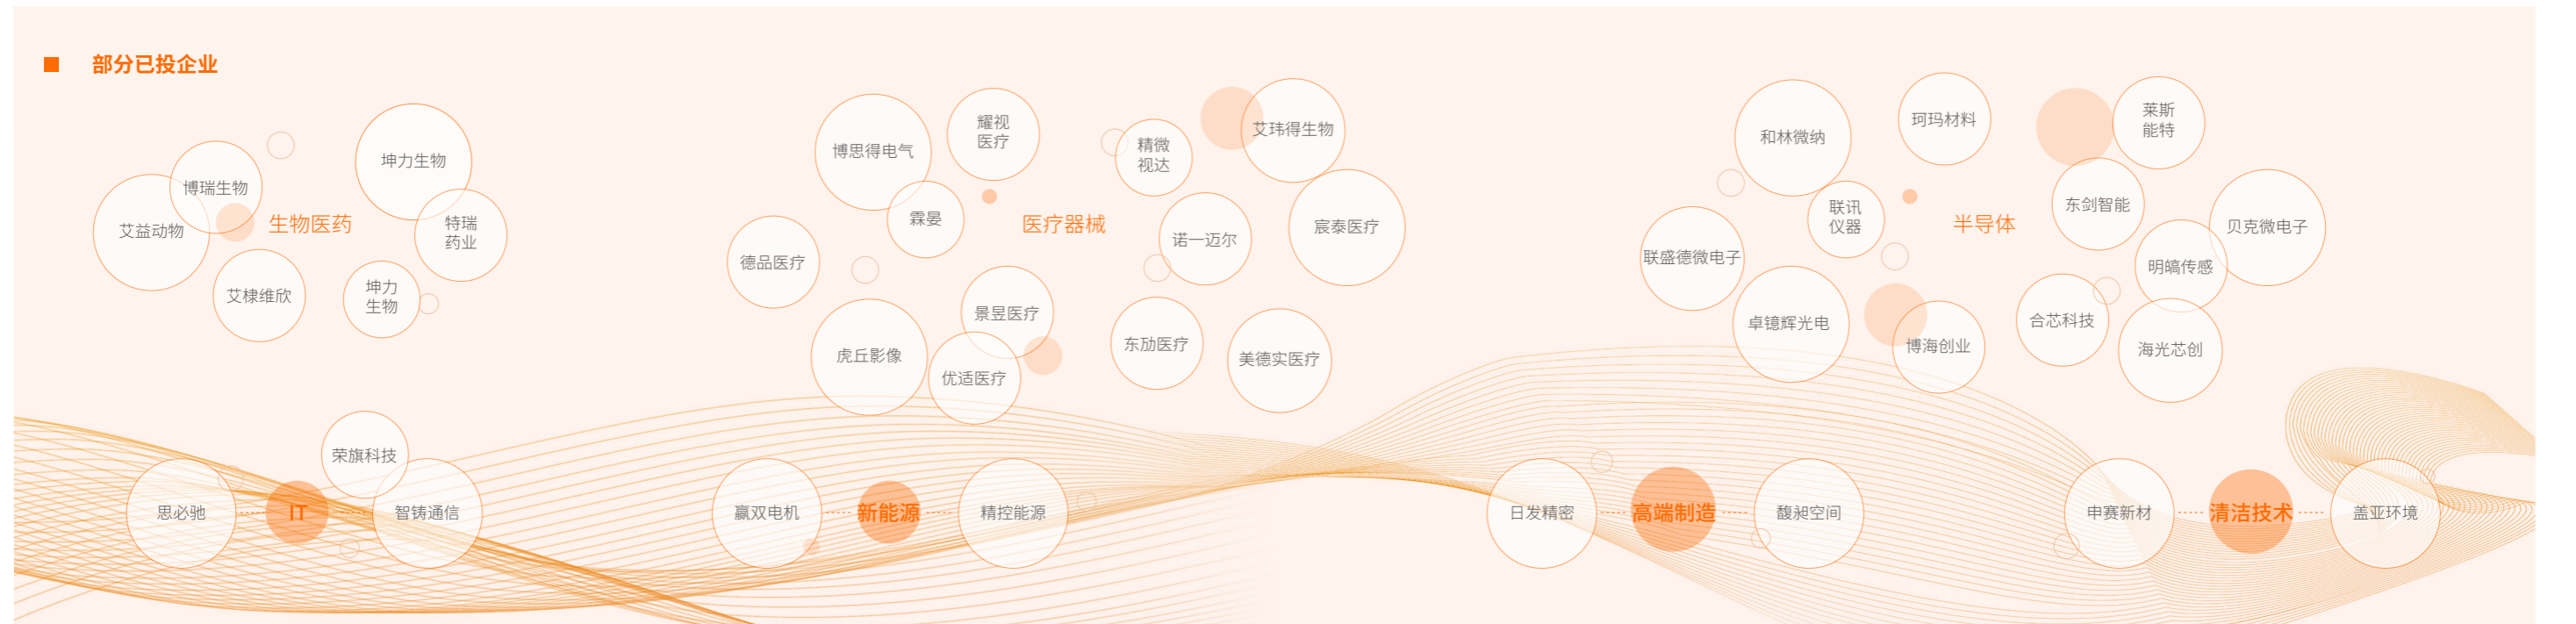 部分已投企业
坤力生物
博瑞生物
艾益动物
生物医药
特瑞
药业
艾棣维欣
坤力
生物
博思得电气
耀视
医疗
精微
视达
艾玮得生物
霖晏
医疗器械
诺一迈尔
宸泰医疗
德品医疗
景昱医疗
虎丘影像
优适医疗
东劢医疗
美德实医疗
和林微纳
珂玛材料
莱斯
能特
联讯
仪器
半导体
东剑智能
贝克微电子
联盛德微电子
明皜传感
卓镱辉光电
博海创业
合芯科技
海光芯创
荣旗科技
思必驰
IT
智铸通信
赢双电机
新能源
精控能源
日发精密
高端制造
馥昶空间
申赛新材
清洁技术
盖亚环境